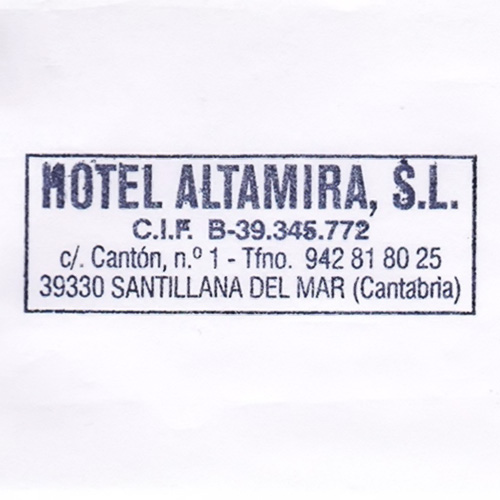 HOTEL ALTAMIRA, S.L.
C.I.F. B-39.345.772
c/. Cantón, n.º 1 - Tfno. 942 81 80 25
39330 SANTILLANA DEL MAR (Cantabria)